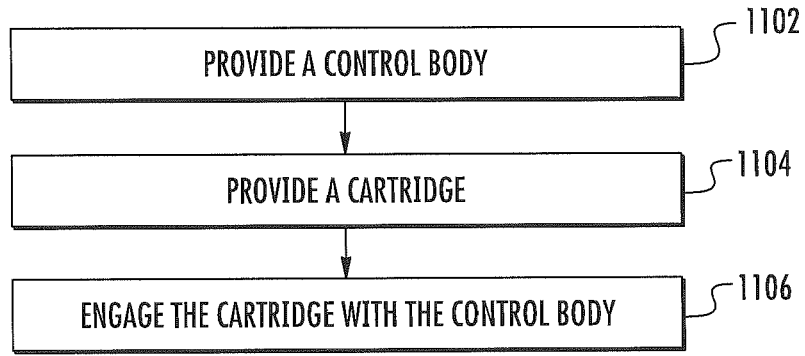 1102
PROVIDE A CONTROL BODY
1104
PROVIDE A CARTRIDGE
1106
ENGAGE THE CARTRIDGE WITH THE CONTROL BODY